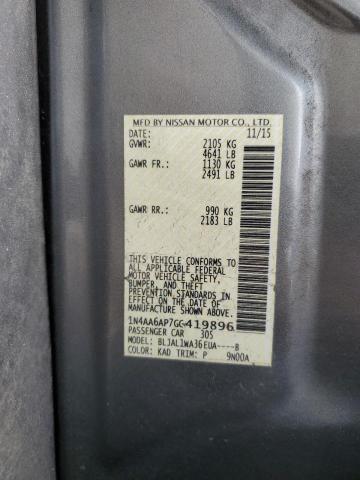 MFD BY NISSAN MOTOR CO., LTD.
DATE: 11/15
GVWR: 2105 KG
4641 LB
GAWR FR.: 1130 KG
2491 LB
GAWR RR.: 990 KG
2183 LB
THIS VEHICLE CONFORMS TO
ALL APPLICABLE FEDERAL
MOTOR VEHICLE SAFETY,
BUMPER, AND THEFT
PREVENTION STANDARDS
IN EFFECT ON THE DATE OF
MANUFACTURE SHOWN ABOVE.
1N4AA6AP7GC419896
PASSENGER CAR 305
MODEL: BLJAL1WA36EUA----B
COLOR: KAD TRIM: P 9N00A